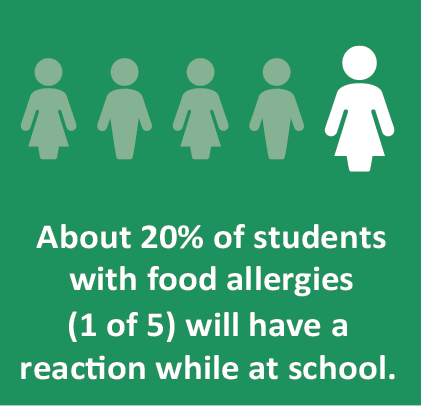 About 20% of students
with food allergies
(1 of 5) will have a
reaction while at school.